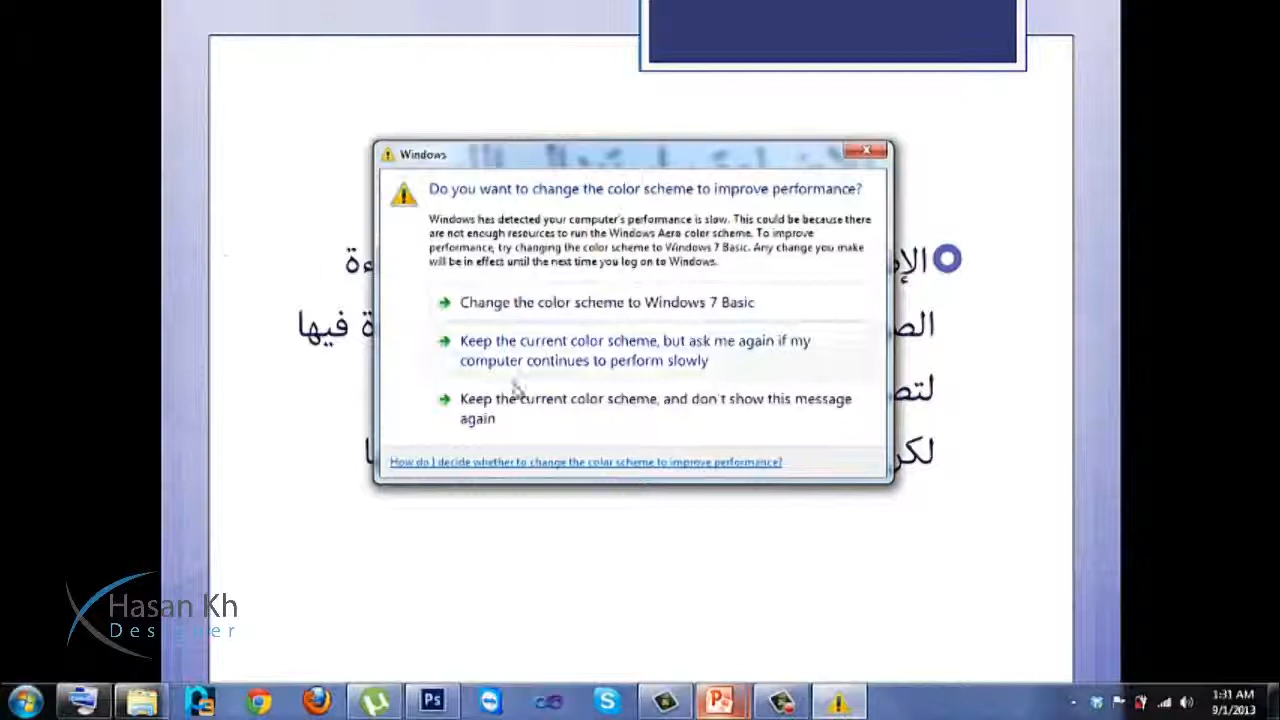 Windows
Do you want to change the color scheme to improve performance?
Windows has detected your computer's performance is slow. This could be because there
are not enough resources to run the Windows Aero color scheme. To improve
performance, try changing the color scheme to Windows 7 Basic. Any change you make
will be in effect until the next time you log on to Windows.
Change the color scheme to Windows 7 Basic
Keep the current color scheme, but ask me again if my
computer continues to perform slowly
Keep the current color scheme, and don't show this message
again
How do I decide whether to change the color scheme to improve performance?
فيها
Hasan Kh
Designer
Ps
1:31 AM
9/1/2013